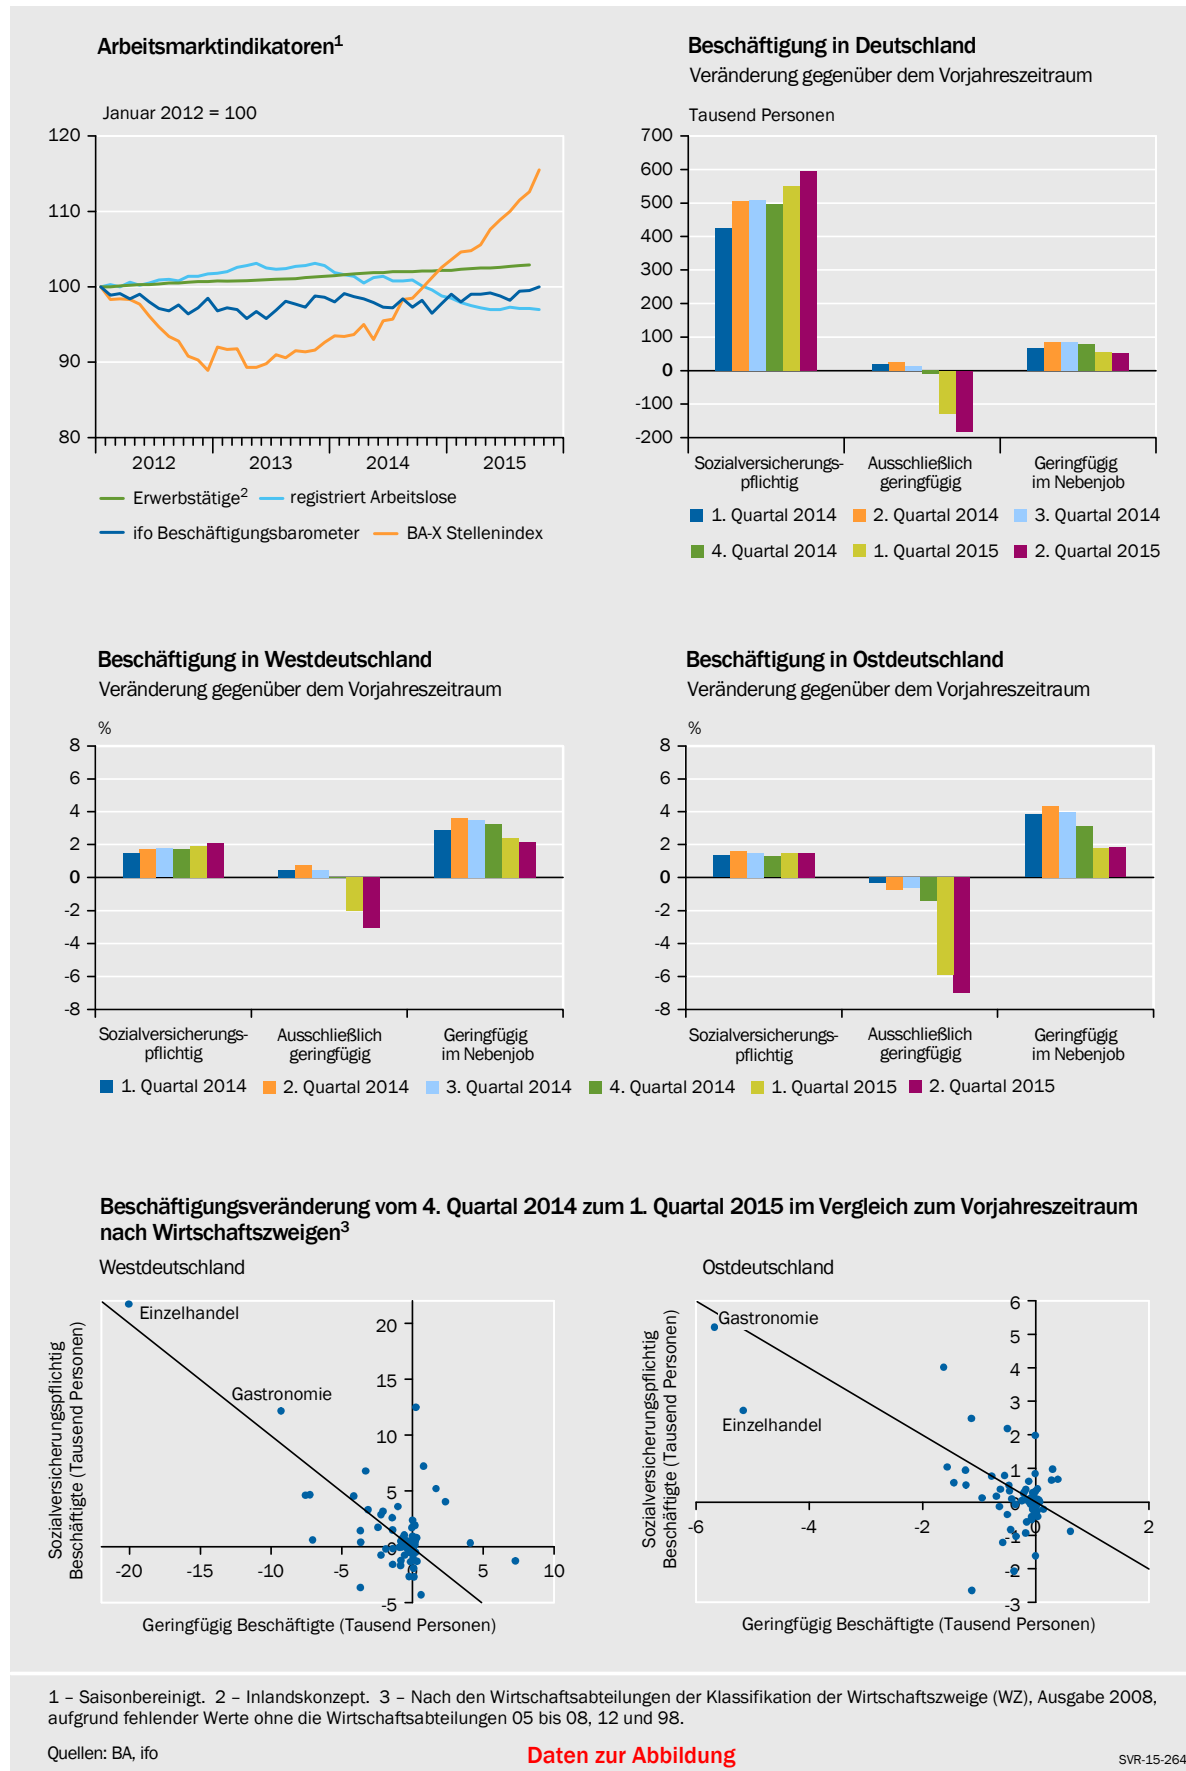 Arbeitsmarktindikatoren¹
Januar 2012 = 100
120
110
100
90
80
2012 2013 2014 2015
Erwerbstätige² registriert Arbeitslose
ifo Beschäftigungsbarometer BA-X Stellenindex
Beschäftigung in Deutschland
Veränderung gegenüber dem Vorjahreszeitraum
Tausend Personen
700
600
500
400
300
200
100
0
-100
-200
Sozialversicherungs- Ausschließlich Geringfügig
pflichtig geringfügig im Nebenjob
1. Quartal 2014 2. Quartal 2014 3. Quartal 2014
4. Quartal 2014 1. Quartal 2015 2. Quartal 2015
Beschäftigung in Westdeutschland
Veränderung gegenüber dem Vorjahreszeitraum
%
8
6
4
2
0
-2
-4
-6
-8
Sozialversicherungs- Ausschließlich Geringfügig
pflichtig geringfügig im Nebenjob
Beschäftigung in Ostdeutschland
Veränderung gegenüber dem Vorjahreszeitraum
%
8
6
4
2
0
-2
-4
-6
-8
Sozialversicherungs- Ausschließlich Geringfügig
pflichtig geringfügig im Nebenjob
1. Quartal 2014 2. Quartal 2014 3. Quartal 2014 4. Quartal 2014 1. Quartal 2015 2. Quartal 2015
Beschäftigungsveränderung vom 4. Quartal 2014 zum 1. Quartal 2015 im Vergleich zum Vorjahreszeitraum
nach Wirtschaftszweigen³
Westdeutschland
Sozialversicherungspflichtig
Beschäftigte (Tausend Personen)
Einzelhandel
Gastronomie
20
15
10
5
0
-5
-20 -15 -10 -5 0 5 10
Geringfügig Beschäftigte (Tausend Personen)
Ostdeutschland
Sozialversicherungspflichtig
Beschäftigte (Tausend Personen)
Gastronomie
Einzelhandel
6
5
4
3
2
1
0
-1
-2
-3
-6 -4 -2 0 2
Geringfügig Beschäftigte (Tausend Personen)
1 – Saisonbereinigt. 2 – Inlandskonzept. 3 – Nach den Wirtschaftsabteilungen der Klassifikation der Wirtschaftszweige (WZ), Ausgabe 2008,
aufgrund fehlender Werte ohne die Wirtschaftsabteilungen 05 bis 08, 12 und 98.
Quellen: BA, ifo
Daten zur Abbildung
SVR-15-264